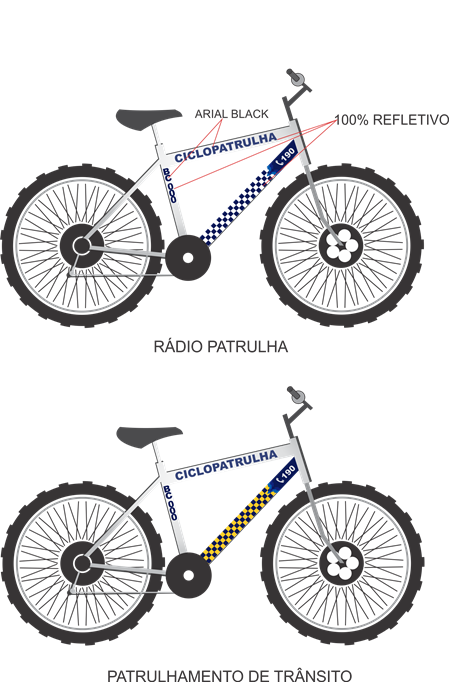 ARIAL BLACK
100% REFLETIVO
CICLOPATRULHA
190
BC 000
RÁDIO PATRULHA
CICLOPATRULHA
190
BC 000
PATRULHAMENTO DE TRÂNSITO